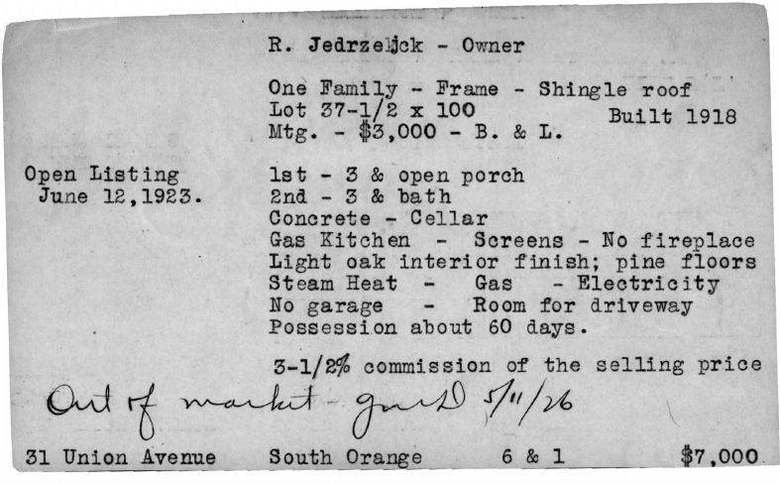 R. Jedrzejck - Owner
One Family - Frame - Shingle roof
Lot 37-1/2 x 100
Built 1918
Mtg. - $3,000 - B. & L.
Open Listing
June 12,1923.
1st - 3 & open porch
2nd - 3 & bath
Concrete - Cellar
Gas Kitchen - Screens - No fireplace
Light oak interior finish; pine floors
Steam Heat - Gas - Electricity
No garage - Room for driveway
Possession about 60 days.
3-1/2% commission of the selling price
Out of market - 5/11/26
31 Union Avenue South Orange 6 & 1 $7,000